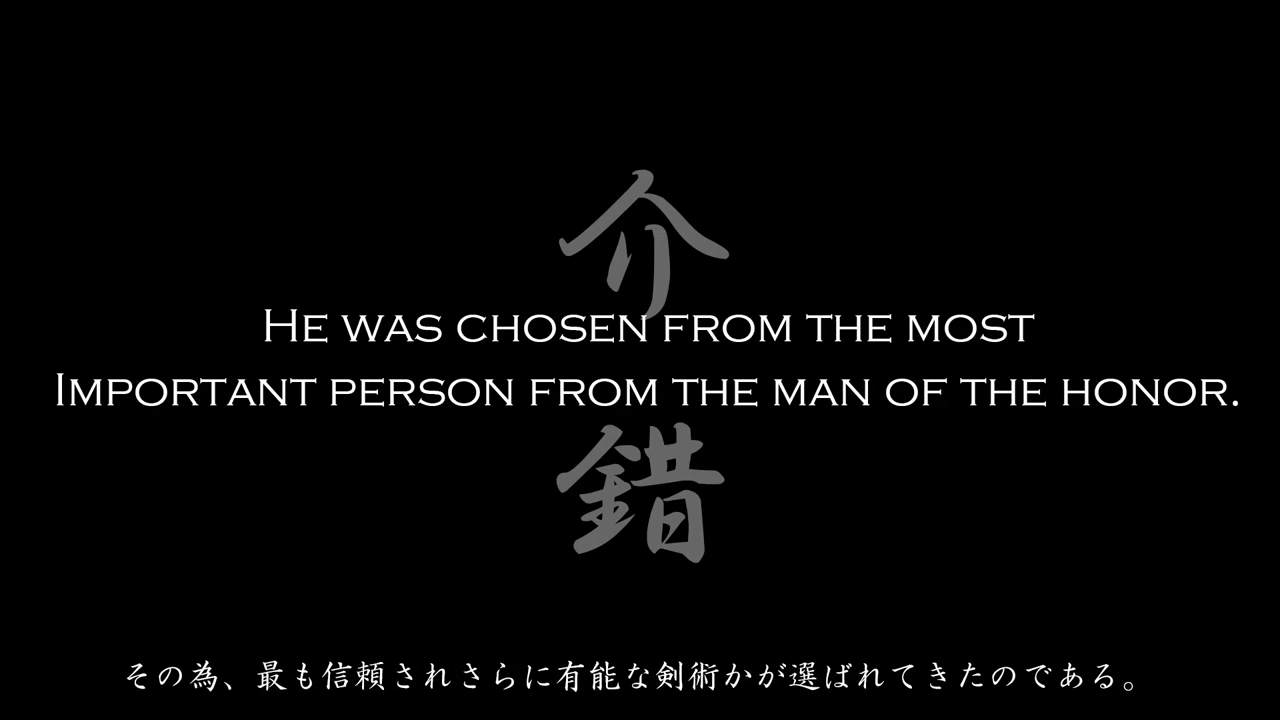 介
He was chosen from the most
Important person from the man of the honor.
錯
その為、最も信頼されさらに有能な剣術かが選ばれてきたのである。